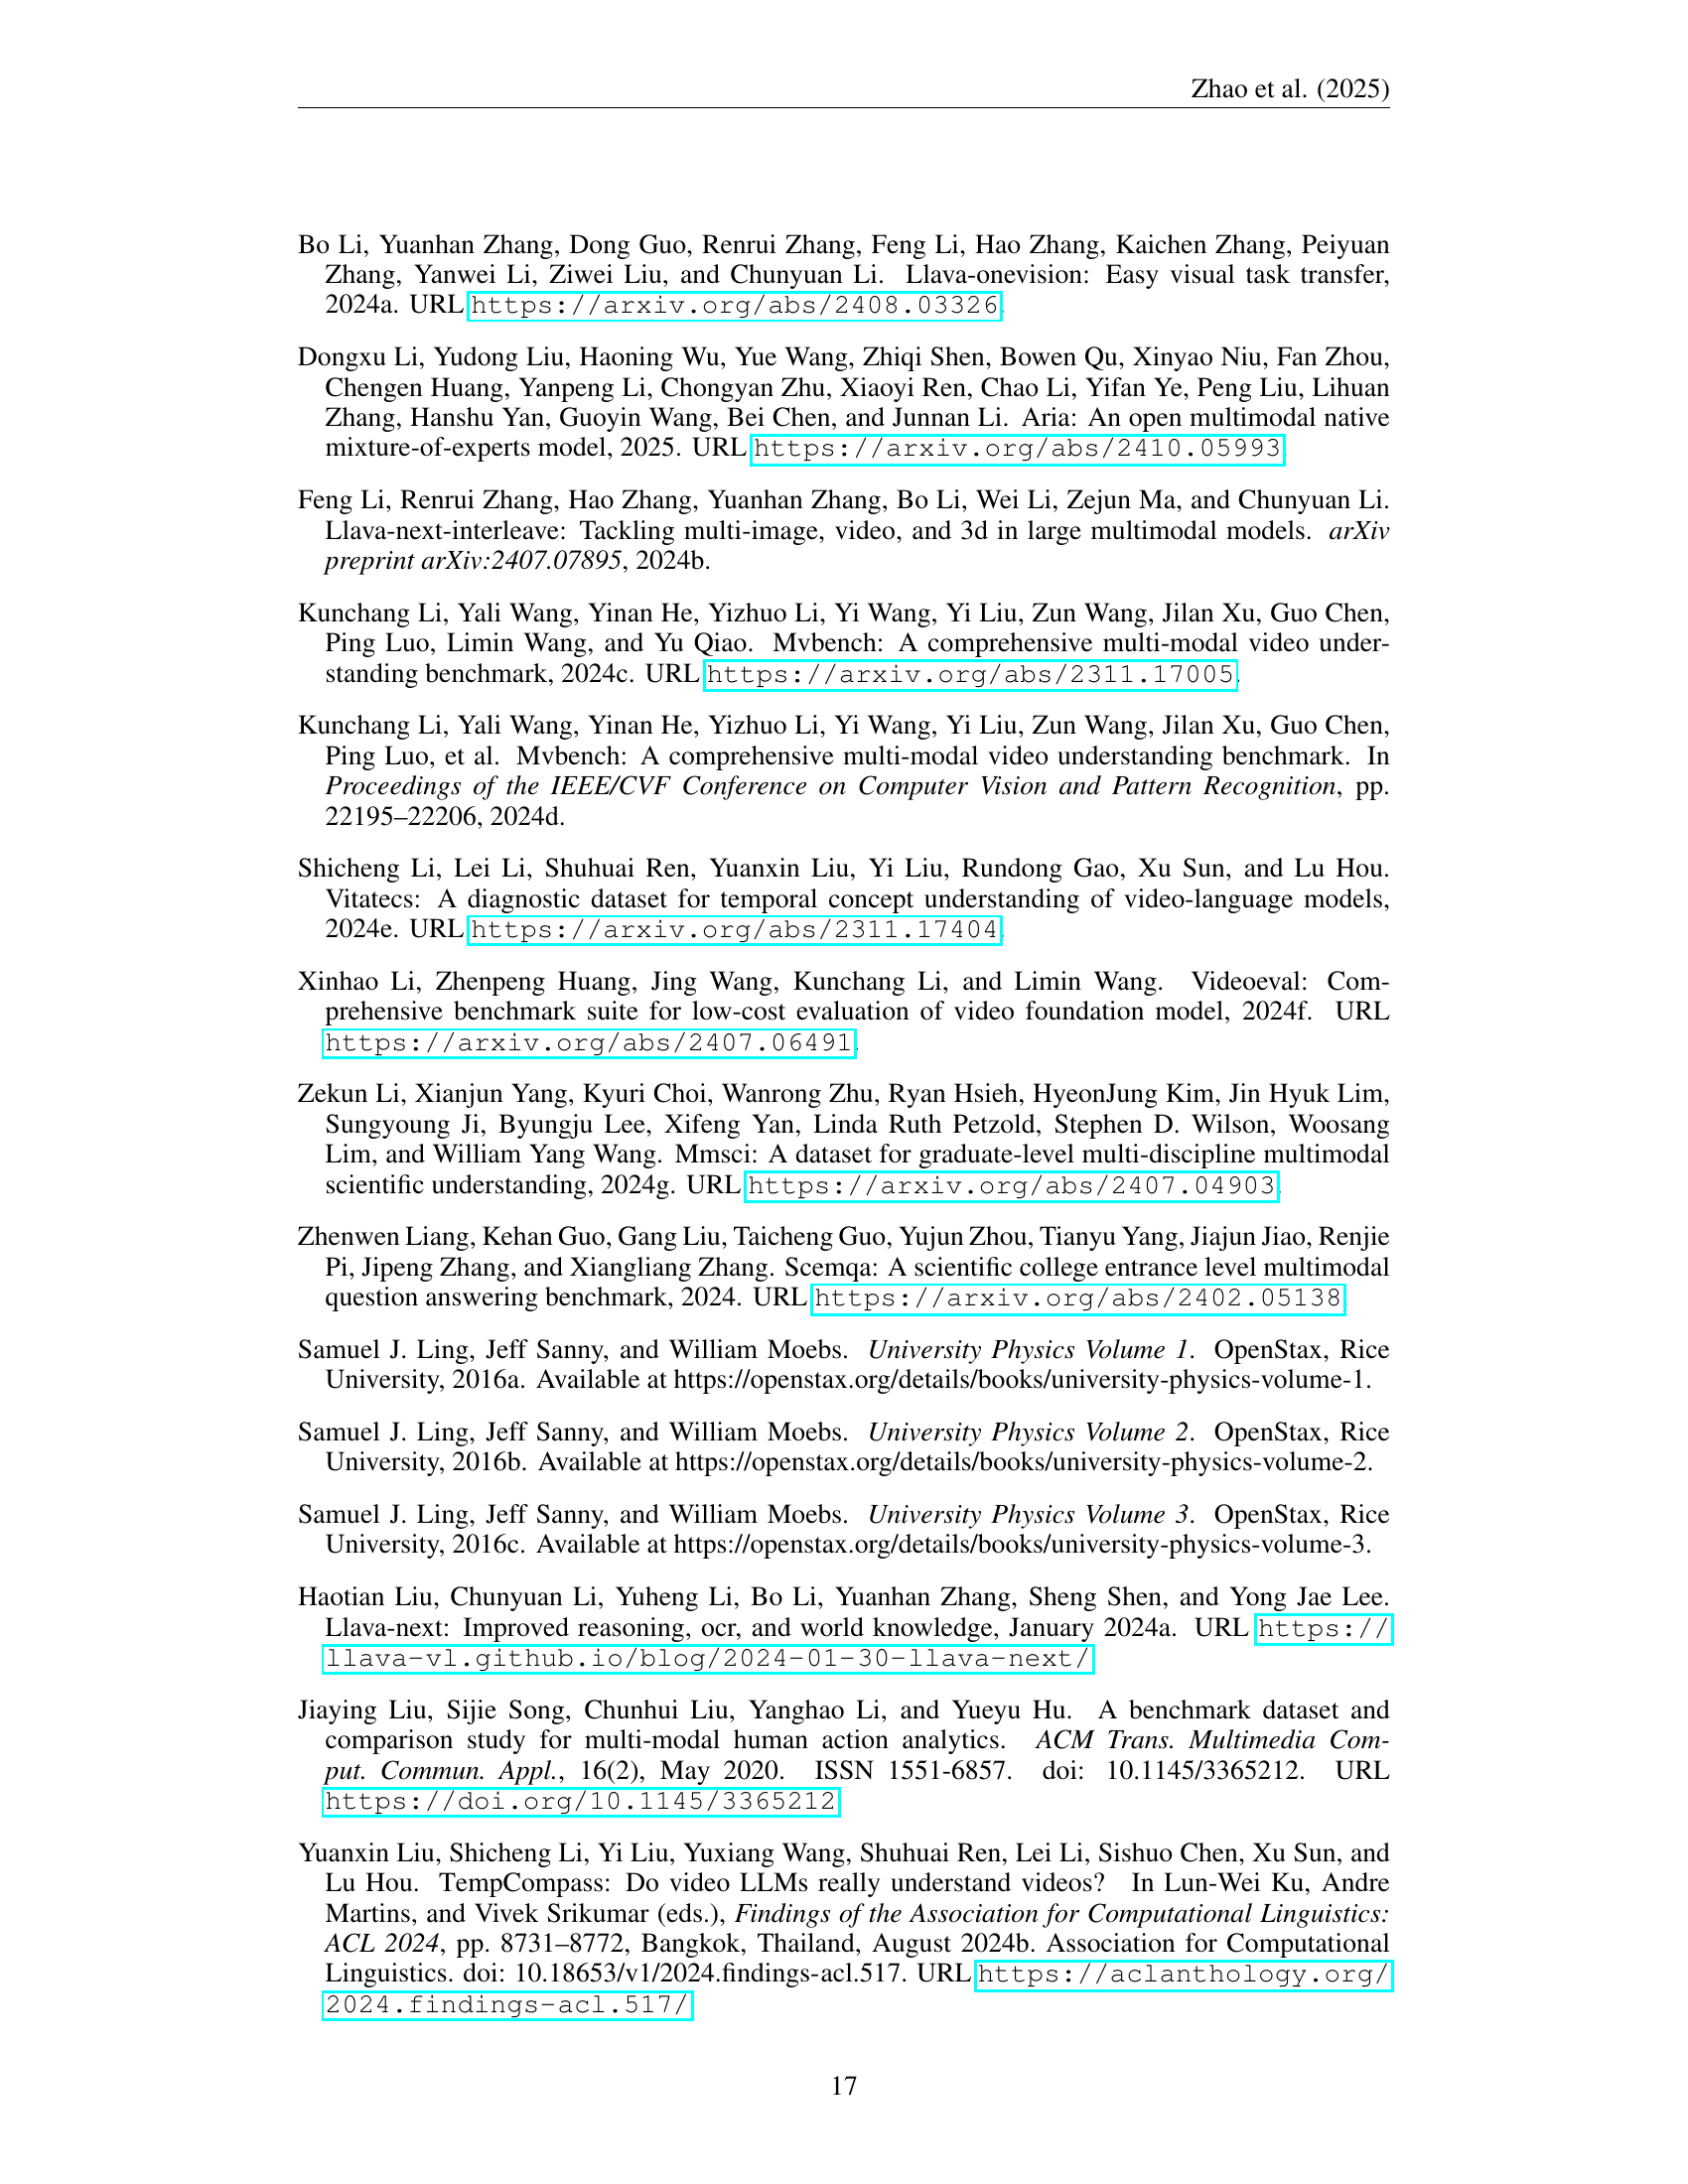 Zhao et al. (2025)
Bo Li, Yuanhan Zhang, Dong Guo, Renrui Zhang, Feng Li, Hao Zhang, Kaichen Zhang, Peiyuan
Zhang, Yanwei Li, Ziwei Liu, and Chunyuan Li. Llava-onevision: Easy visual task transfer,
2024a. URL https://arxiv.org/abs/2408.03326.
Dongxu Li, Yudong Liu, Haoning Wu, Yue Wang, Zhiqi Shen, Bowen Qu, Xinyao Niu, Fan Zhou,
Chengen Huang, Yanpeng Li, Chongyan Zhu, Xiaoyi Ren, Chao Li, Yifan Ye, Peng Liu, Lihuan
Zhang, Hanshu Yan, Guoyin Wang, Bei Chen, and Junnan Li. Aria: An open multimodal native
mixture-of-experts model, 2025. URL https://arxiv.org/abs/2410.05993.
Feng Li, Renrui Zhang, Hao Zhang, Yuanhan Zhang, Bo Li, Wei Li, Zejun Ma, and Chunyuan Li.
Llava-next-interleave: Tackling multi-image, video, and 3d in large multimodal models. arXiv
preprint arXiv:2407.07895, 2024b.
Kunchang Li, Yali Wang, Yinan He, Yizhuo Li, Yi Wang, Yi Liu, Zun Wang, Jilan Xu, Guo Chen,
Ping Luo, Limin Wang, and Yu Qiao. Mvbench: A comprehensive multi-modal video under-
standing benchmark, 2024c. URL https://arxiv.org/abs/2311.17005.
Kunchang Li, Yali Wang, Yinan He, Yizhuo Li, Yi Wang, Yi Liu, Zun Wang, Jilan Xu, Guo Chen,
Ping Luo, et al. Mvbench: A comprehensive multi-modal video understanding benchmark. In
Proceedings of the IEEE/CVF Conference on Computer Vision and Pattern Recognition, pp.
22195–22206, 2024d.
Shicheng Li, Lei Li, Shuhuai Ren, Yuanxin Liu, Yi Liu, Rundong Gao, Xu Sun, and Lu Hou.
Vitatecs: A diagnostic dataset for temporal concept understanding of video-language models,
2024e. URL https://arxiv.org/abs/2311.17404.
Xinhao Li, Zhenpeng Huang, Jing Wang, Kunchang Li, and Limin Wang. Videoeval: Com-
prehensive benchmark suite for low-cost evaluation of video foundation model, 2024f. URL
https://arxiv.org/abs/2407.06491.
Zekun Li, Xianjun Yang, Kyuri Choi, Wanrong Zhu, Ryan Hsieh, HyeonJung Kim, Jin Hyuk Lim,
Sungyoung Ji, Byungju Lee, Xifeng Yan, Linda Ruth Petzold, Stephen D. Wilson, Woosang
Lim, and William Yang Wang. Mmsci: A dataset for graduate-level multi-discipline multimodal
scientific understanding, 2024g. URL https://arxiv.org/abs/2407.04903.
Zhenwen Liang, Kehan Guo, Gang Liu, Taicheng Guo, Yujun Zhou, Tianyu Yang, Jiajun Jiao, Renjie
Pi, Jipeng Zhang, and Xiangliang Zhang. Scemqa: A scientific college entrance level multimodal
question answering benchmark, 2024. URL https://arxiv.org/abs/2402.05138.
Samuel J. Ling, Jeff Sanny, and William Moebs. University Physics Volume 1. OpenStax, Rice
University, 2016a. Available at https://openstax.org/details/books/university-physics-volume-1.
Samuel J. Ling, Jeff Sanny, and William Moebs. University Physics Volume 2. OpenStax, Rice
University, 2016b. Available at https://openstax.org/details/books/university-physics-volume-2.
Samuel J. Ling, Jeff Sanny, and William Moebs. University Physics Volume 3. OpenStax, Rice
University, 2016c. Available at https://openstax.org/details/books/university-physics-volume-3.
Haotian Liu, Chunyuan Li, Yuheng Li, Bo Li, Yuanhan Zhang, Sheng Shen, and Yong Jae Lee.
Llava-next: Improved reasoning, ocr, and world knowledge, January 2024a. URL https://
llava-vl.github.io/blog/2024-01-30-llava-next/
Jiaying Liu, Sijie Song, Chunhui Liu, Yanghao Li, and Yueyu Hu. A benchmark dataset and
comparison study for multi-modal human action analytics. ACM Trans. Multimedia Com-
put. Commun. Appl., 16(2), May 2020. ISSN 1551-6857. doi: 10.1145/3365212. URL
https://doi.org/10.1145/3365212
Yuanxin Liu, Shicheng Li, Yi Liu, Yuxiang Wang, Shuhuai Ren, Lei Li, Sishuo Chen, Xu Sun, and
Lu Hou. TempCompass: Do video LLMs really understand videos? In Lun-Wei Ku, Andre
Martins, and Vivek Srikumar (eds.), Findings of the Association for Computational Linguistics:
ACL 2024, pp. 8731–8772, Bangkok, Thailand, August 2024b. Association for Computational
Linguistics. doi: 10.18653/v1/2024.findings-acl.517. URL https://aclanthology.org/
2024.findings-acl.517/
17